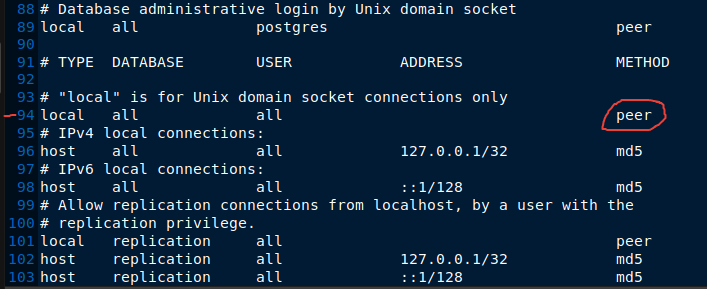 88 # Database administrative login by Unix domain socket
89 local   all             postgres                                peer
90
91 # TYPE  DATABASE        USER            ADDRESS                 METHOD
92
93 # "local" is for Unix domain socket connections only
94 local   all             all                                     peer
95 # IPv4 local connections:
96 host    all             all             127.0.0.1/32            md5
97 # IPv6 local connections:
98 host    all             all             ::1/128                 md5
99 # Allow replication connections from localhost, by a user with the
100 # replication privilege.
101 local   replication     all                                     peer
102 host    replication     all             127.0.0.1/32            md5
103 host    replication     all             ::1/128                 md5